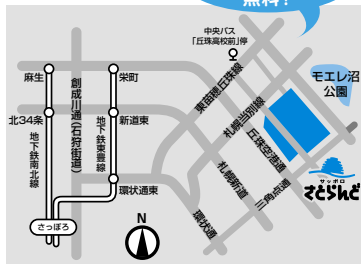 無料!
中央バス
「丘珠高校前」停
麻生
栄町
モエレ沼
公園
東苗穂丘珠線
札幌当別線
創成川通(石狩街道)
北34条
新道東
地下鉄南北線
地下鉄東豊線
丘珠空港通
サッポロ
さとらんど
札幌新道
三角点通
環状通東
環状通
さっぽろ
N